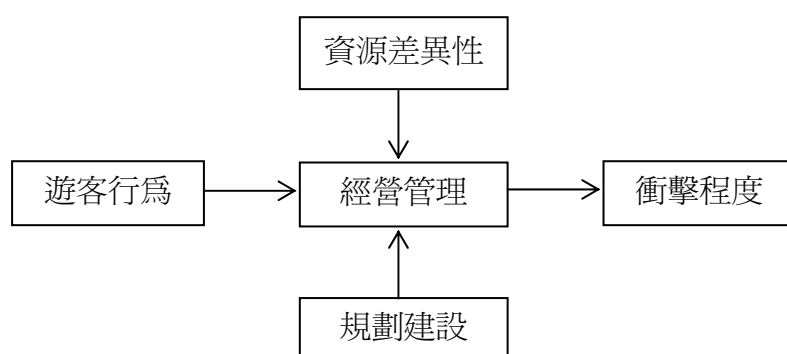 資源差異性
遊客行為
經營管理
衝擊程度
規劃建設